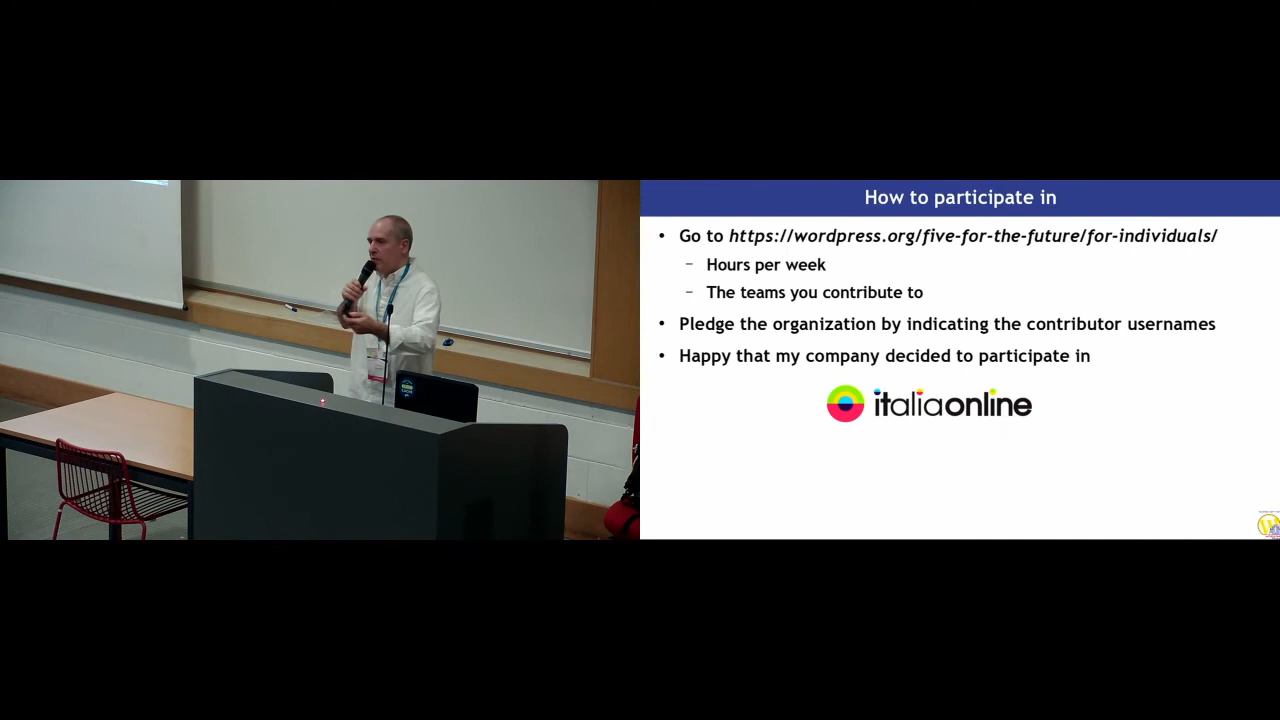 How to participate in
• Go to https://wordpress.org/five-for-the-future/for-individuals/
– Hours per week
– The teams you contribute to
• Pledge the organization by indicating the contributor usernames
• Happy that my company decided to participate in
italiaonline